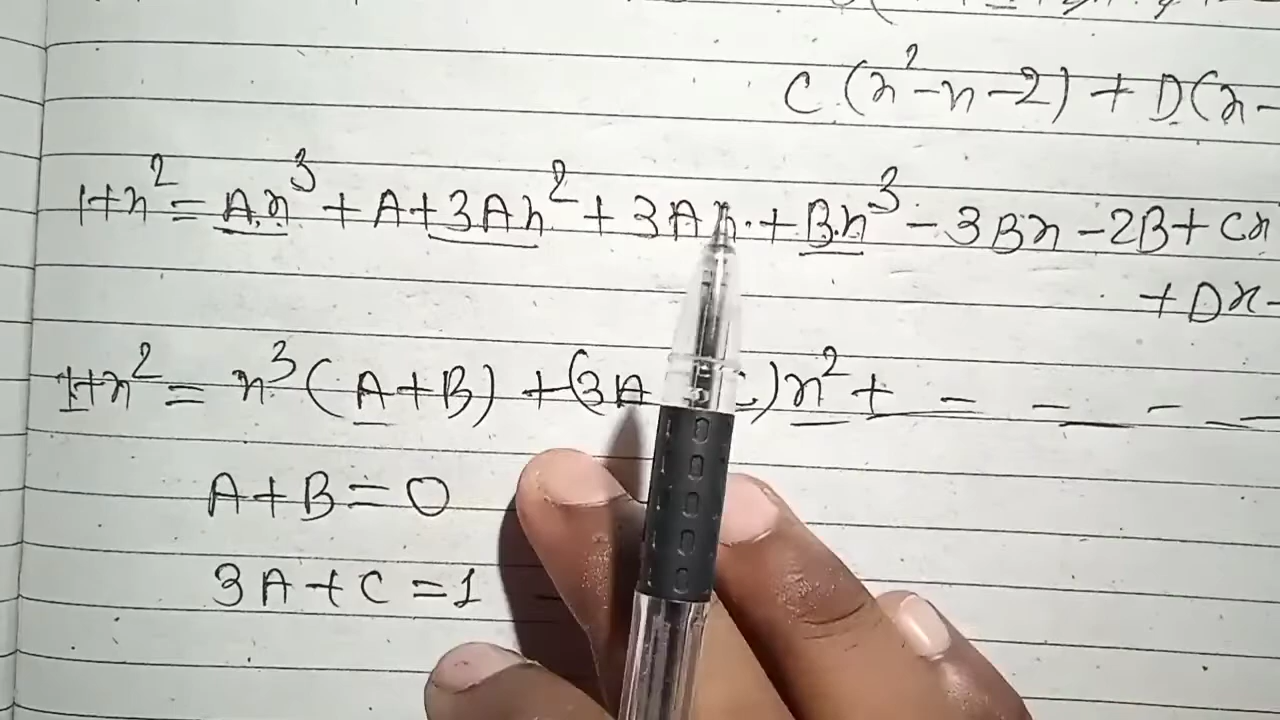 C (x² - x - 2) + D(x -
1+x² = Ax³ + A + 3Ax² + 3Ax + Bx³ - 3Bx - 2B + Cx
+ Dx -
1+x² = x³ (A + B) + (3A C) x² + - - - -
A + B = 0
3A + C = 1